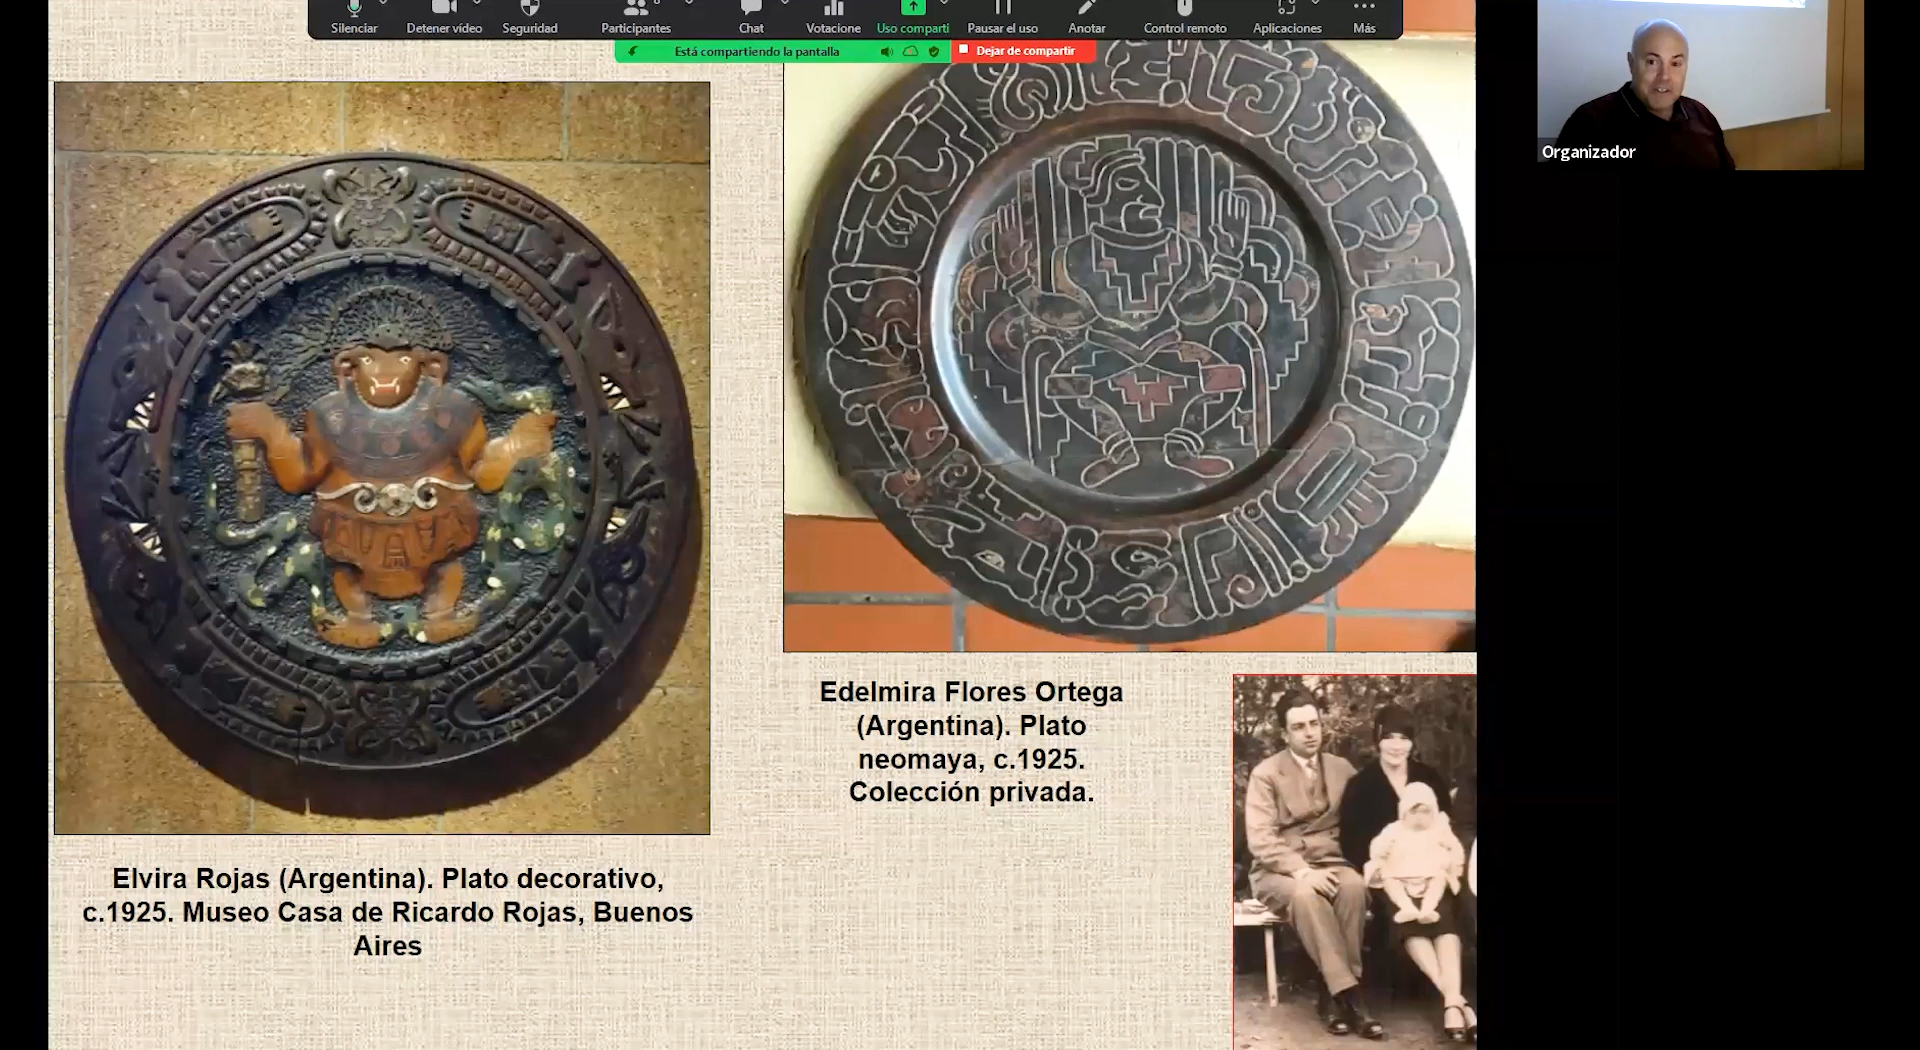 Silenciar
Detener vídeo
Seguridad
Participantes
Chat
Votacione
Uso comparti
Pausar el uso
Anotar
Control remoto
Aplicaciones
Más
Está compartiendo la pantalla
Dejar de compartir
Organizador
Edelmira Flores Ortega
(Argentina). Plato
neomaya, c.1925.
Colección privada.
Elvira Rojas (Argentina). Plato decorativo,
c.1925. Museo Casa de Ricardo Rojas, Buenos
Aires